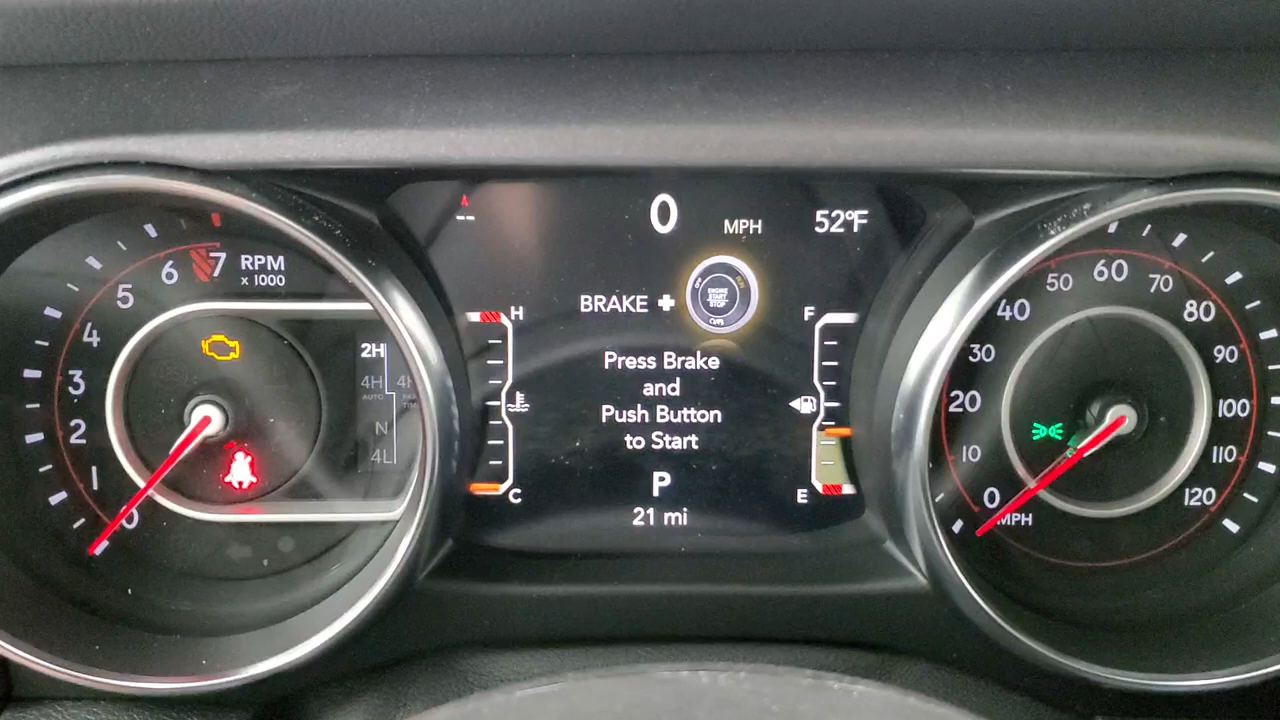 0
MPH
52°F
BRAKE +
ENGINE
START
STOP
Press Brake
and
Push Button
to Start
P
21 mi
H
C
F
E
RPM
x 1000
7
6
5
4
3
2
1
0
2H
4H
AUTO
4H
N
4L
0
10
20
30
40
50
60
70
80
90
100
110
120
MPH